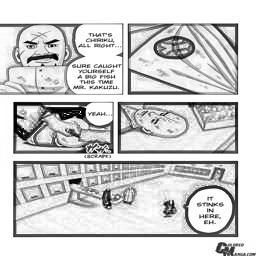 THAT'S
CHIRIKU,
ALL RIGHT...
SURE CAUGHT
YOURSELF
A BIG FISH
THIS TIME
MR. KAKUZU.
YEAH...
(SCRAPE)
IT
STINKS
IN
HERE,
EH.
COLORED
MANGA.COM